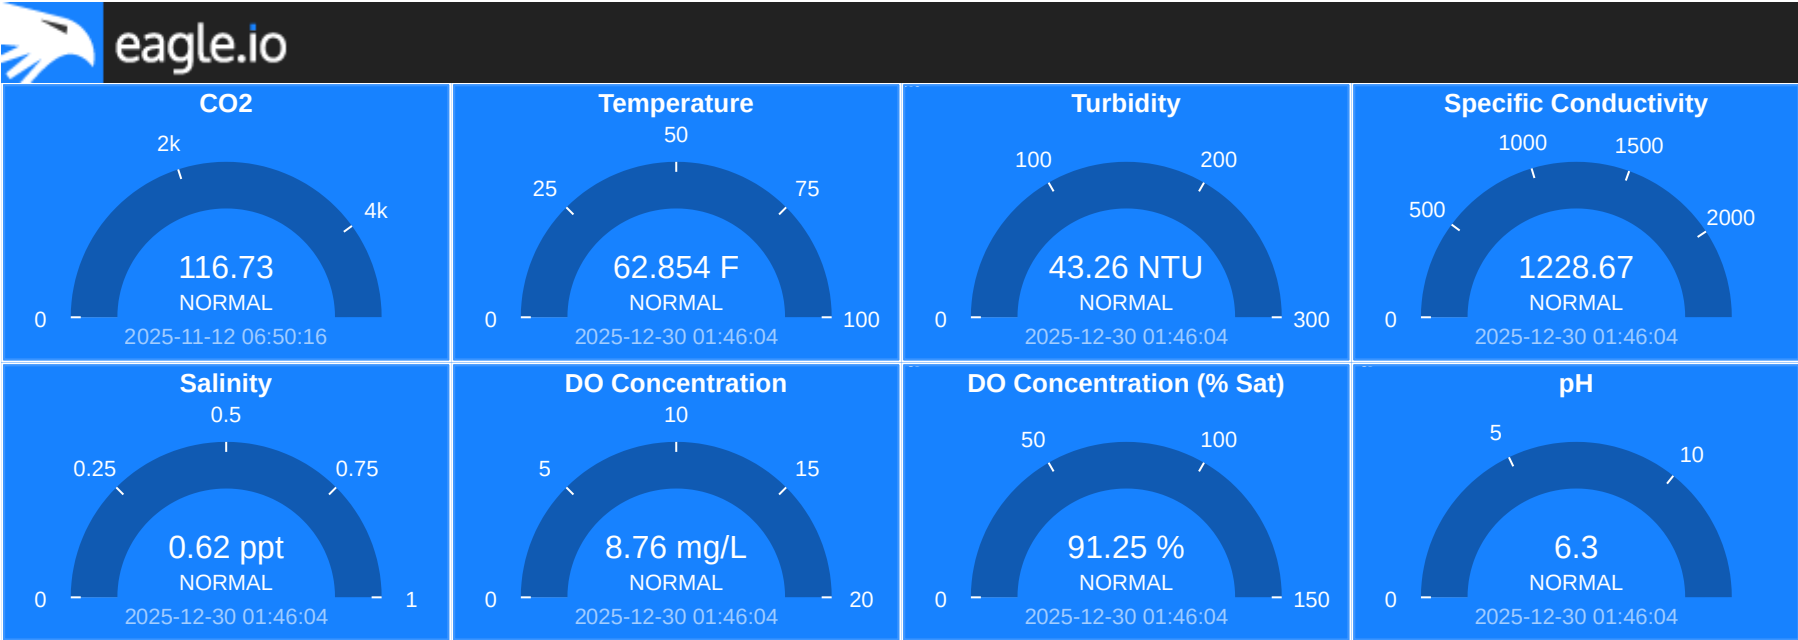 eagle.io
CO2
2k
4k
0
116.73
NORMAL
2025-11-12 06:50:16
Temperature
50
25
75
0
100
62.854 F
NORMAL
2025-12-30 01:46:04
Turbidity
100
200
0
300
43.26 NTU
NORMAL
2025-12-30 01:46:04
Specific Conductivity
1000
1500
500
2000
0
1228.67
NORMAL
2025-12-30 01:46:04
Salinity
0.5
0.25
0.75
0
1
0.62 ppt
NORMAL
2025-12-30 01:46:04
DO Concentration
10
5
15
0
20
8.76 mg/L
NORMAL
2025-12-30 01:46:04
DO Concentration (% Sat)
50
100
0
150
91.25 %
NORMAL
2025-12-30 01:46:04
pH
5
10
0
6.3
NORMAL
2025-12-30 01:46:04